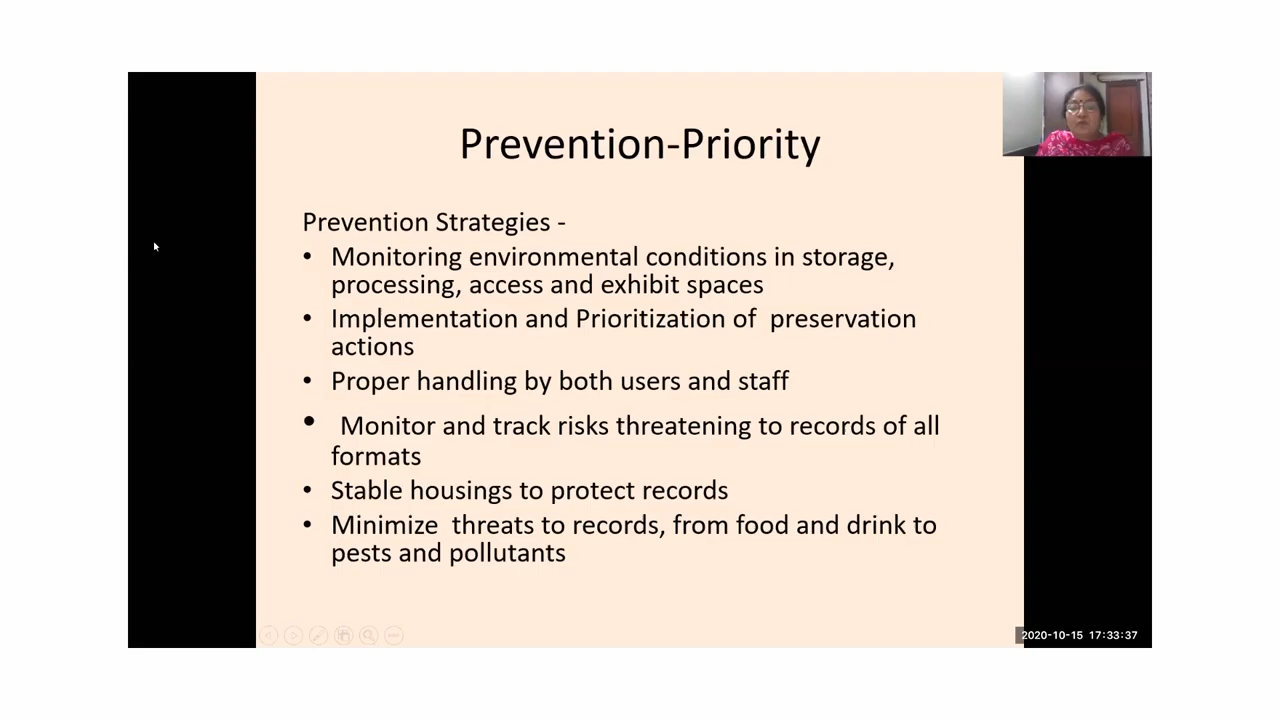 Prevention-Priority
Prevention Strategies -
• Monitoring environmental conditions in storage,
processing, access and exhibit spaces
• Implementation and Prioritization of  preservation
actions
• Proper handling by both users and staff
• Monitor and track risks threatening to records of all
formats
• Stable housings to protect records
• Minimize  threats to records, from food and drink to
pests and pollutants
2020-10-15 17:33:37